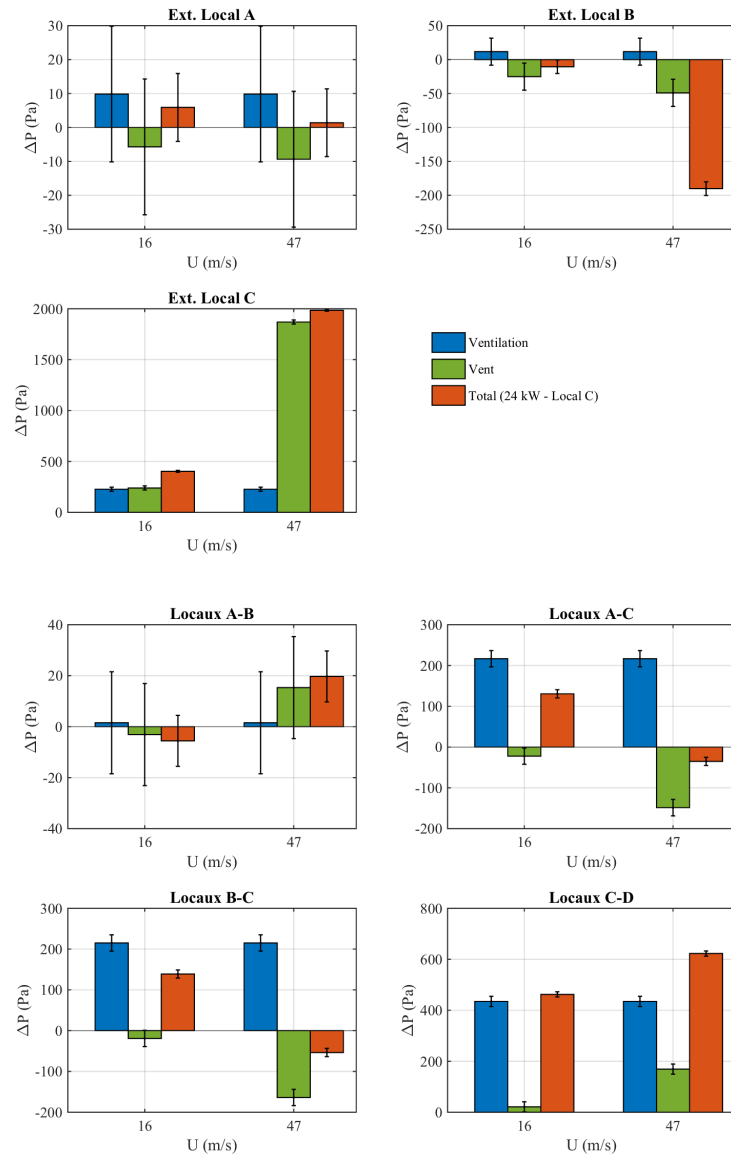 Ext. Local A
30
20
10
0
-10
-20
-30
ΔP (Pa)
16
47
U (m/s)
Ext. Local B
50
0
-50
-100
-150
-200
-250
ΔP (Pa)
16
47
U (m/s)
Ext. Local C
2000
1500
1000
500
0
ΔP (Pa)
16
47
U (m/s)
Ventilation
Vent
Total (24 kW - Local C)
Locaux A-B
40
20
0
-20
-40
ΔP (Pa)
16
47
U (m/s)
Locaux A-C
300
200
100
0
-100
-200
ΔP (Pa)
16
47
U (m/s)
Locaux B-C
300
200
100
0
-100
-200
ΔP (Pa)
16
47
U (m/s)
Locaux C-D
800
600
400
200
0
ΔP (Pa)
16
47
U (m/s)